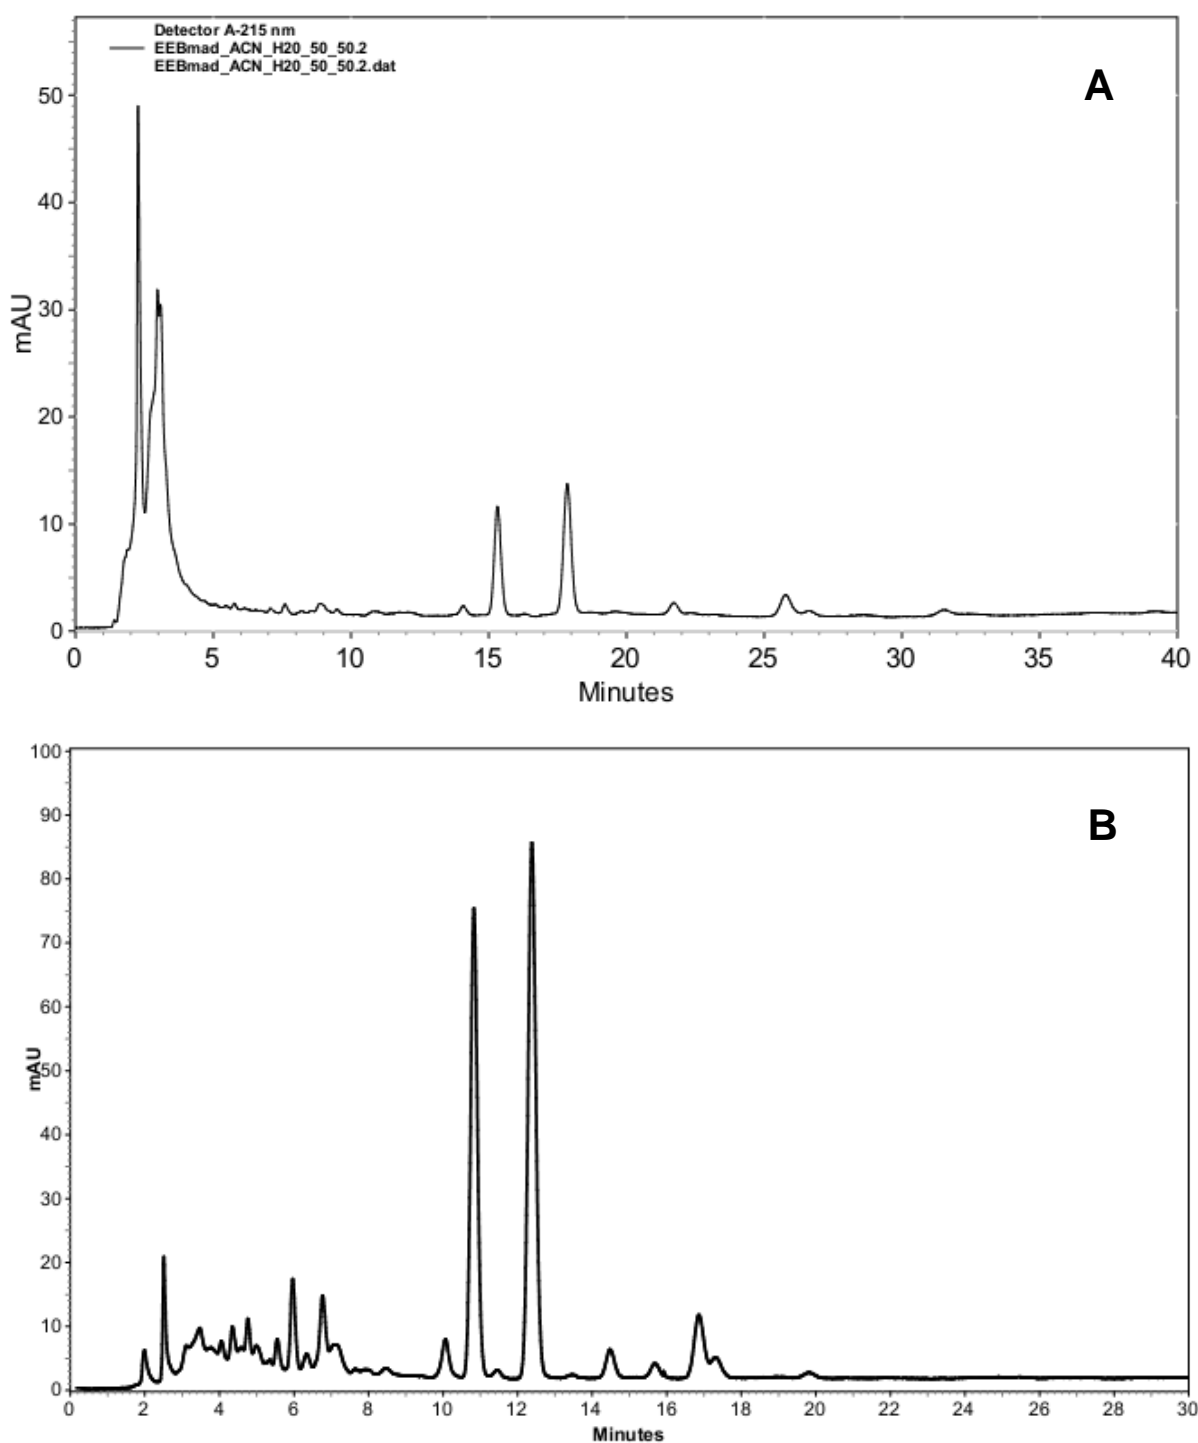 Detector A-215 nm
EEBmad_ACN_H20_50_50.2
EEBmad_ACN_H20_50_50.2.dat
A
50
40
30
20
10
0
mAU
0 5 10 15 20 25 30 35 40
Minutes
100
90
80
70
60
50
40
30
20
10
0
mAU
B
0 2 4 6 8 10 12 14 16 18 20 22 24 26 28 30
Minutes